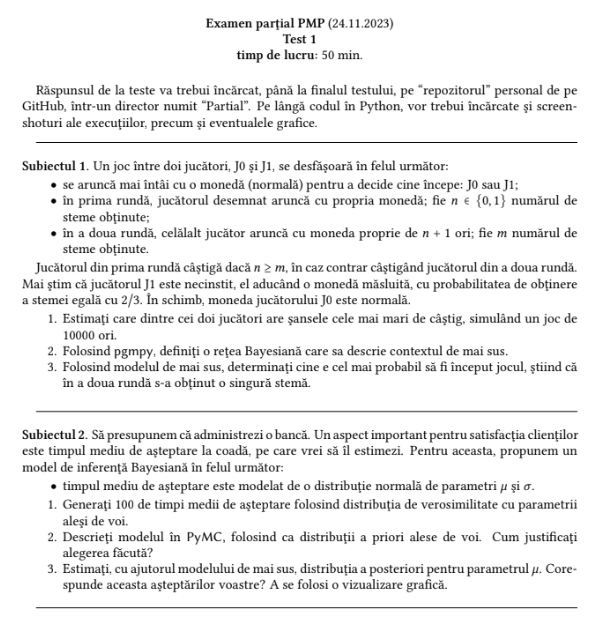 Examen parțial PMP (24.11.2023)
Test 1
timp de lucru: 50 min.
Răspunsul de la teste va trebui încărcat, până la finalul testului, pe “repozitorul” personal de pe
GitHub, într-un director numit “Partial”. Pe lângă codul în Python, vor trebui încărcate și screen-
shoturi ale execuțiilor, precum și eventualele grafice.
Subiectul 1. Un joc între doi jucători, J0 și J1, se desfășoară în felul următor:
• se aruncă mai întâi cu o monedă (normală) pentru a decide cine începe: J0 sau J1;
• în prima rundă, jucătorul desemnat aruncă cu propria monedă; fie n ∈ {0, 1} numărul de
steme obținute;
• în a doua rundă, celălalt jucător aruncă cu moneda proprie de n + 1 ori; fie m numărul de
steme obținute.
Jucătorul din prima rundă câștigă dacă n ≥ m, în caz contrar câștigând jucătorul din a doua rundă.
Mai știm că jucătorul J1 este necinstit, el aducând o monedă măsluită, cu probabilitatea de obținere
a stemei egală cu 2/3. În schimb, moneda jucătorului J0 este normală.
1. Estimați care dintre cei doi jucători are șansele cele mai mari de câștig, simulând un joc de
10000 ori.
2. Folosind pgmpy, definiți o rețea Bayesiană care sa descrie contextul de mai sus.
3. Folosind modelul de mai sus, determinați cine e cel mai probabil să fi început jocul, știind că
în a doua rundă s-a obținut o singură stemă.
Subiectul 2. Să presupunem că administrezi o bancă. Un aspect important pentru satisfacția clienților
este timpul mediu de așteptare la coadă, pe care vrei să îl estimezi. Pentru aceasta, propunem un
model de inferență Bayesiană în felul următor:
• timpul mediu de așteptare este modelat de o distribuție normală de parametri μ și σ.
1. Generați 100 de timpi medii de așteptare folosind distribuția de verosimilitate cu parametrii
aleși de voi.
2. Descrieți modelul în PyMC, folosind ca distribuții a priori alese de voi. Cum justificați
alegerea făcută?
3. Estimați, cu ajutorul modelului de mai sus, distribuția a posteriori pentru parametrul μ. Core-
spunde aceasta așteptărilor voastre? A se folosi o vizualizare grafică.